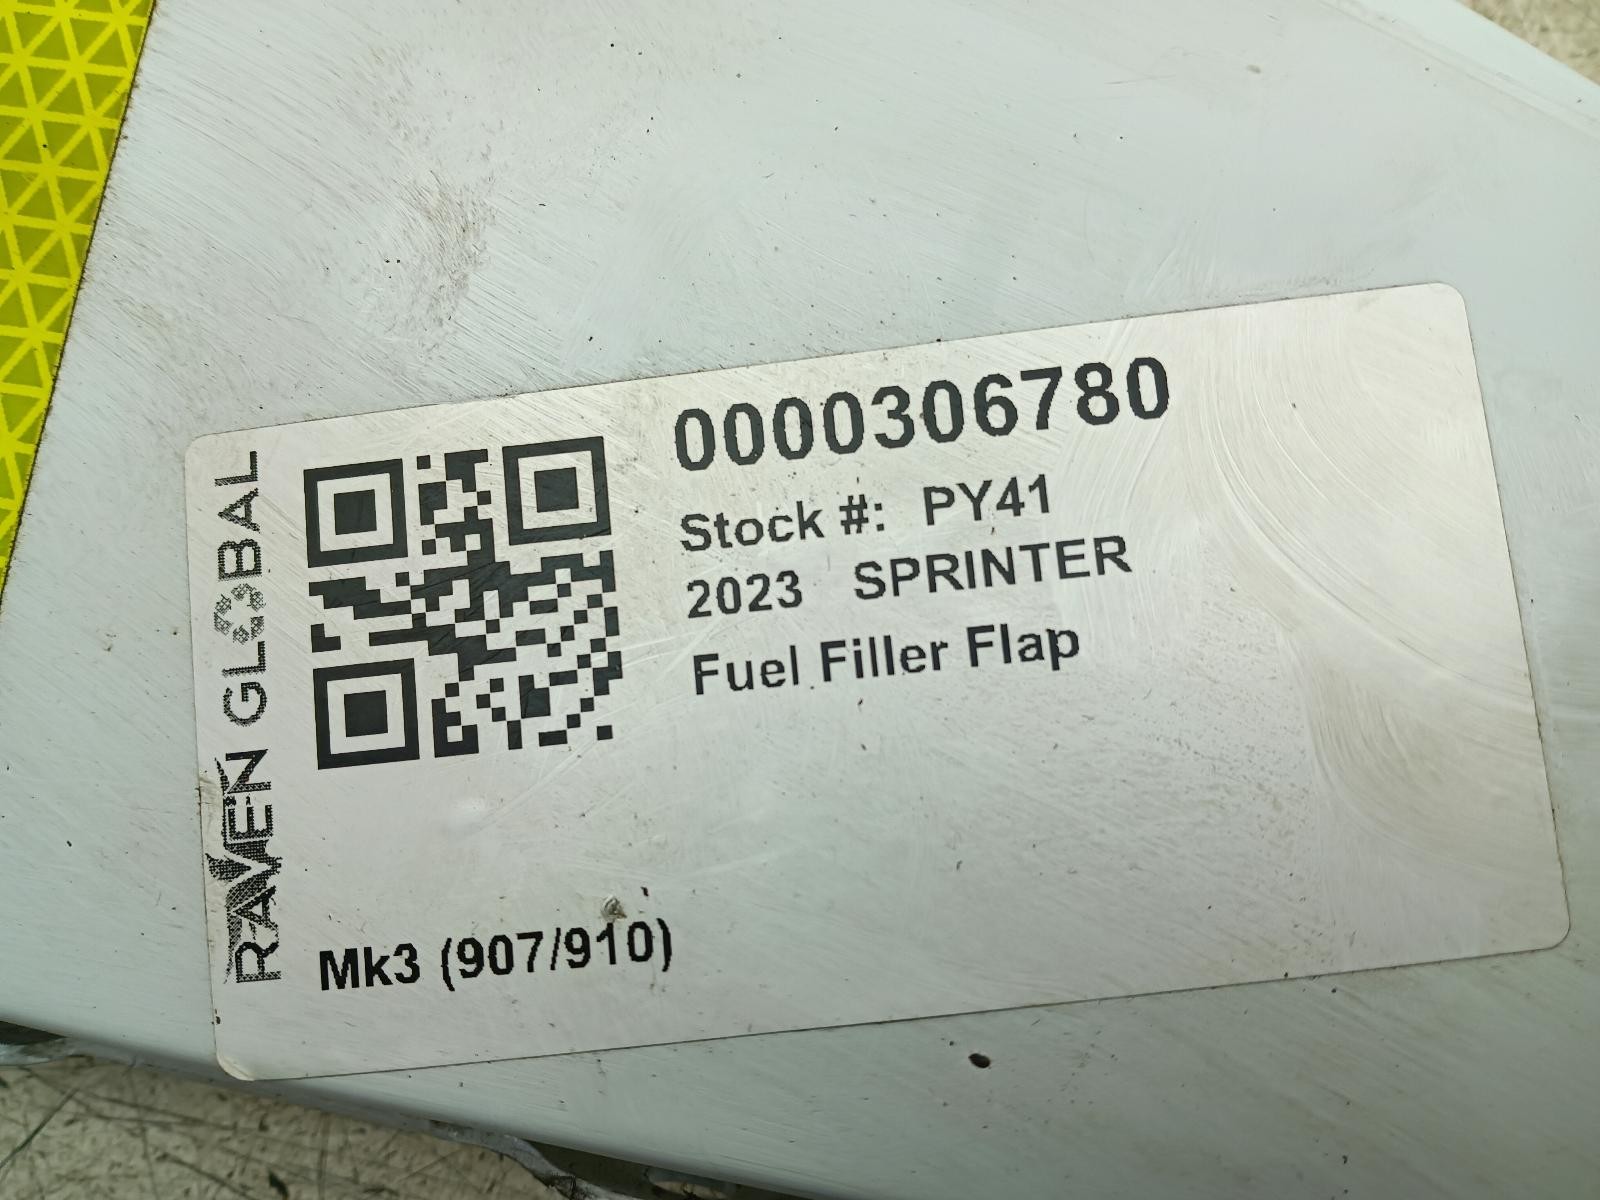 0000306780
Stock #: PY41
2023 SPRINTER
Fuel Filler Flap
Mk3 (907/910)
RAVEN GLOBAL